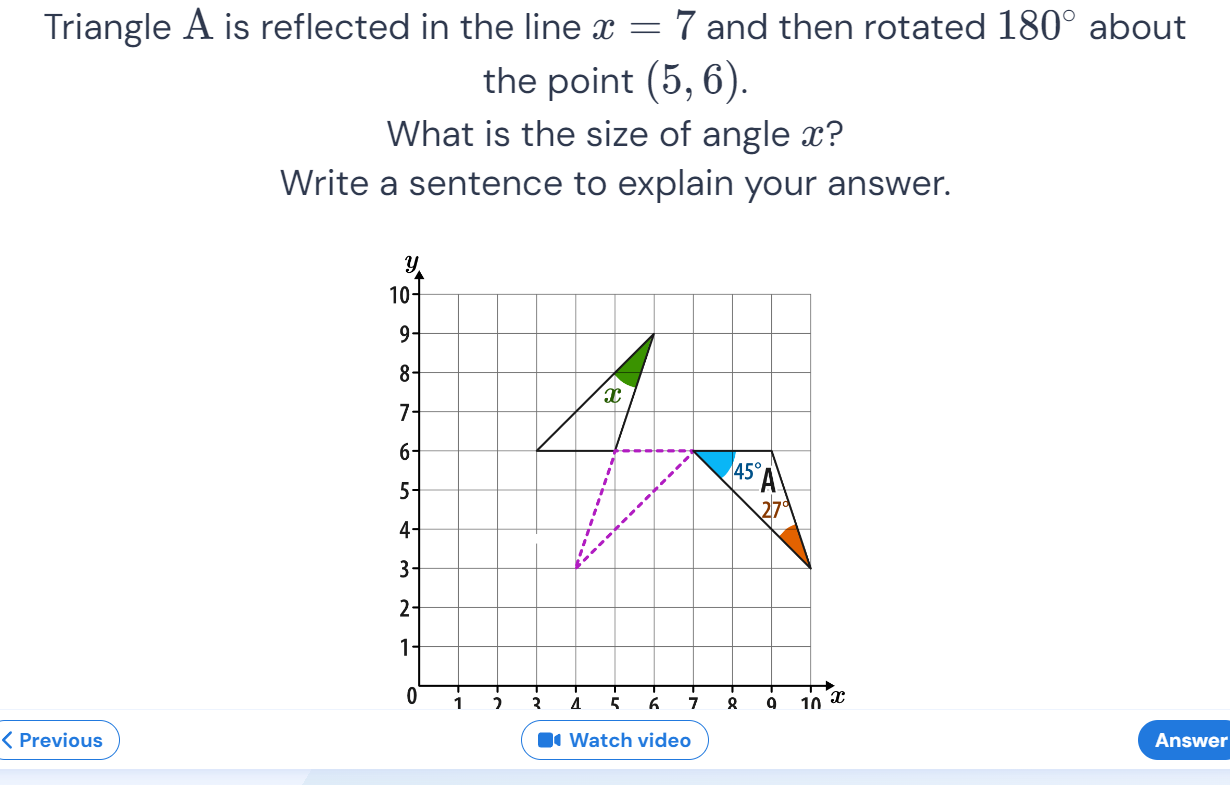 Triangle A is reflected in the line x = 7 and then rotated 180° about
the point (5, 6).
What is the size of angle x?
Write a sentence to explain your answer.
y
10
9
8
x
7
6
45°
A
5
27°
4
3
2
1
0
1 2 3 4 5 6 7 8 9 10 x
Previous
Watch video
Answer